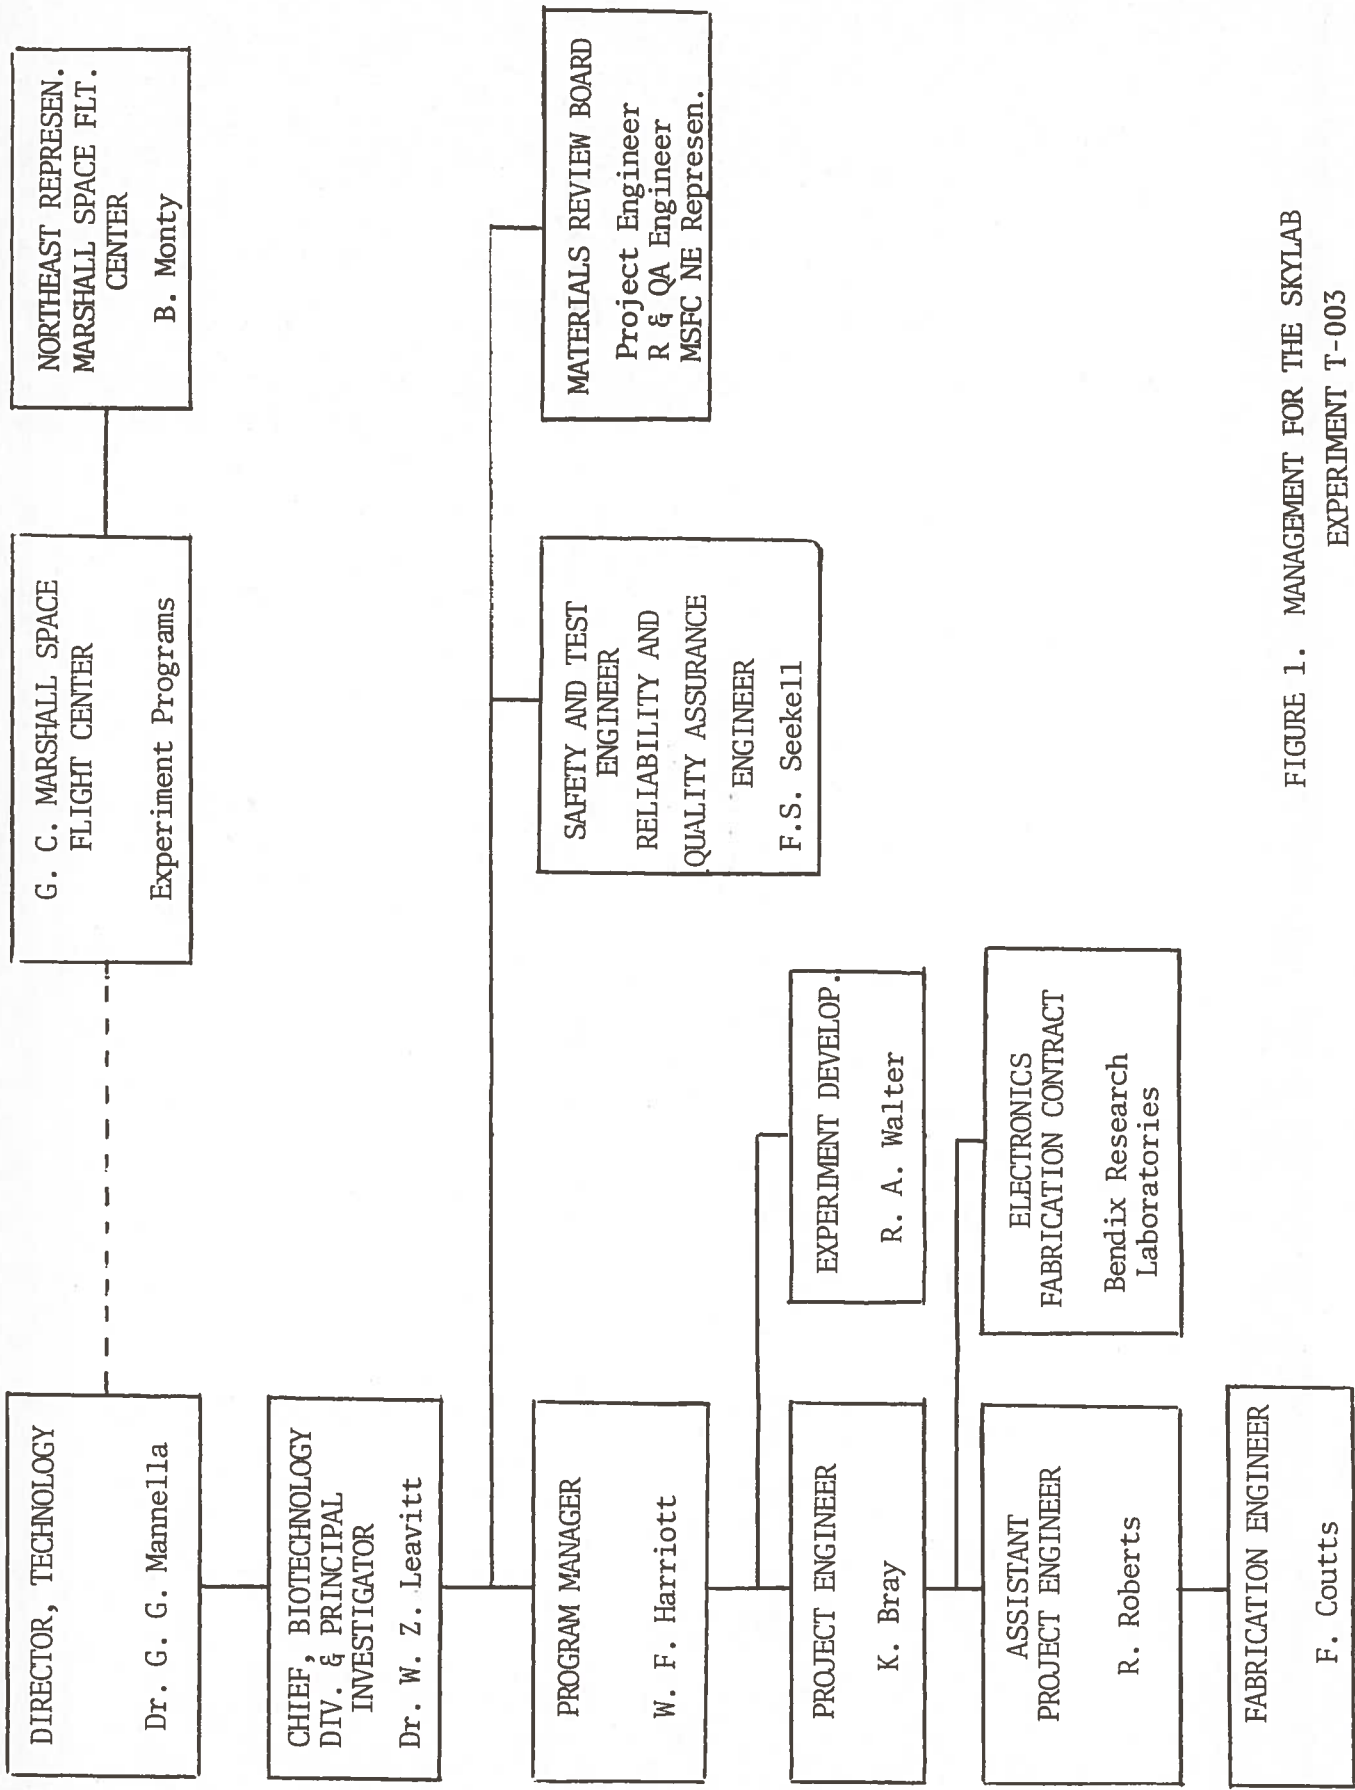 DIRECTOR, TECHNOLOGY
Dr. G. G. Mannella
G. C. MARSHALL SPACE
FLIGHT CENTER
Experiment Programs
NORTHEAST REPRESEN.
MARSHALL SPACE FLT.
CENTER
B. Monty
CHIEF, BIOTECHNOLOGY
DIV. & PRINCIPAL
INVESTIGATOR
Dr. W. Z. Leavitt
PROGRAM MANAGER
W. F. Harriott
SAFETY AND TEST
ENGINEER
RELIABILITY AND
QUALITY ASSURANCE
ENGINEER
F.S. Seekell
MATERIALS REVIEW BOARD
Project Engineer
R & QA Engineer
MSFC NE Represen.
PROJECT ENGINEER
K. Bray
EXPERIMENT DEVELOP.
R. A. Walter
ASSISTANT
PROJECT ENGINEER
R. Roberts
ELECTRONICS
FABRICATION CONTRACT
Bendix Research
Laboratories
FABRICATION ENGINEER
F. Coutts
FIGURE 1. MANAGEMENT FOR THE SKYLAB
EXPERIMENT T-003